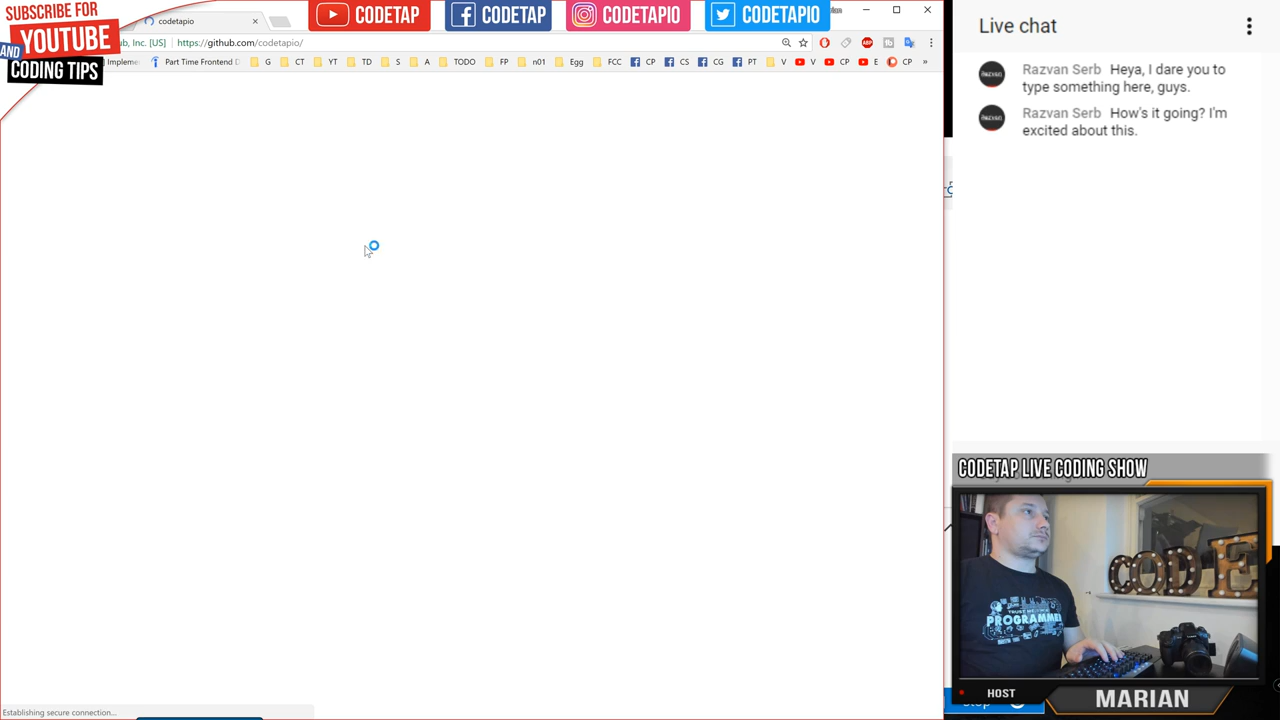 SUBSCRIBE FOR
YOUTUBE
AND
CODING TIPS
codetapio
CODETAP
CODETAP
CODETAPIO
CODETAPIO
ub, Inc. [US]
https://github.com/codetapio/
Part Time Frontend D
G
CT
YT
TD
S
A
TODO
FP
n01
Egg
FCC
CP
CS
CG
PT
V
V
CP
E
CP
»
Live chat
Razvan Serb Heya, I dare you to
type something here, guys.
Razvan Serb How's it going? I'm
excited about this.
CODETAP LIVE CODING SHOW
CODE
PROGRAMMER
HOST
MARIAN
Establishing secure connection...